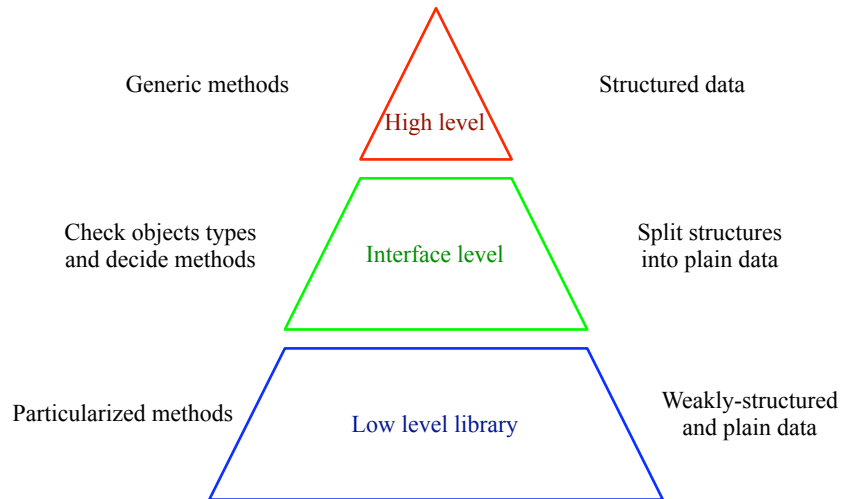 Generic methods
Structured data
High level
Check objects types
and decide methods
Interface level
Split structures
into plain data
Particularized methods
Low level library
Weakly-structured
and plain data